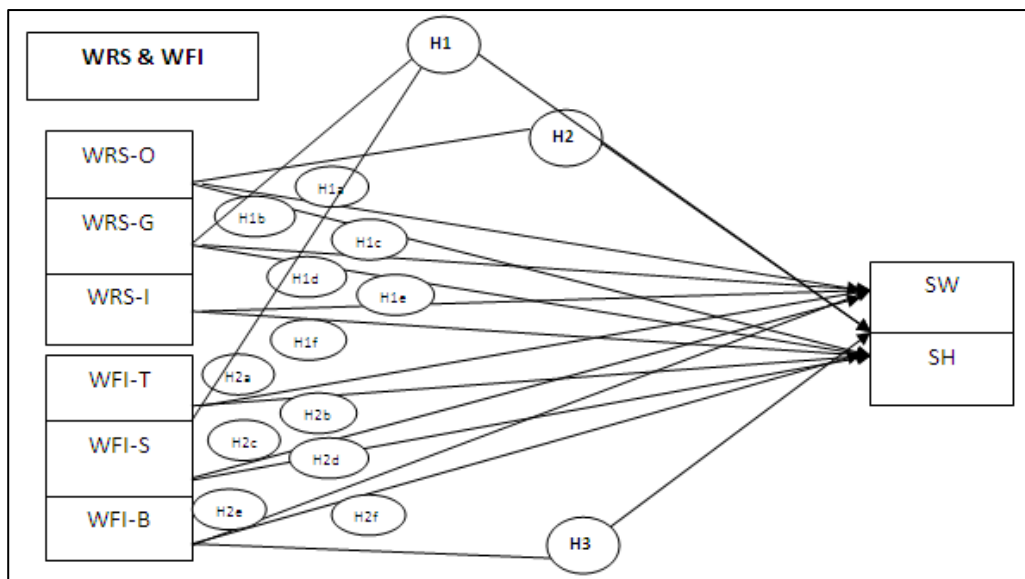 WRS & WFI
H1
H2
WRS-O
WRS-G
WRS-I
H1a
H1b
H1c
H1d
H1e
H1f
WFI-T
WFI-S
WFI-B
H2a
H2b
H2c
H2d
H2e
H2f
H3
SW
SH